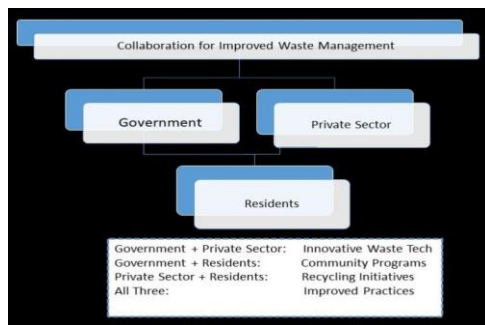 Collaboration for Improved Waste Management
Government
Private Sector
Residents
Government + Private Sector: Innovative Waste Tech
Government + Residents: Community Programs
Private Sector + Residents: Recycling Initiatives
All Three: Improved Practices